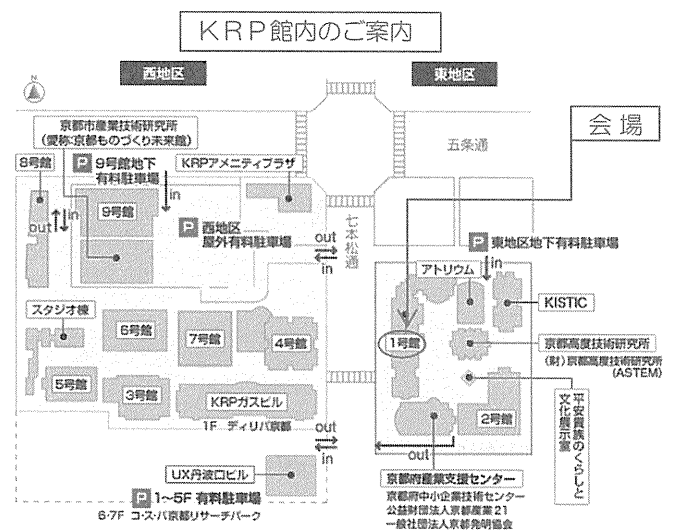 KRP館内のご案内
西地区
東地区
N
会場
京都市産業技術研究所
(愛称:京都ものづくり未来館)
五条通
8号館
P 9号館地下
有料駐車場
KRPアメニティプラザ
in
in
out
9号館
P 西地区
屋外有料駐車場
七本松通
out
in
P 東地区地下有料駐車場
in
アトリウム
KISTIC
スタジオ棟
6号館
7号館
4号館
1号館
京都高度技術研究所
(財)京都高度技術研究所
(ASTEM)
5号館
3号館
KRPガスビル
1F ディリパ京都
2号館
平安貴族のくらしと
文化展示室
out
in
out
UX丹波口ビル
P 1～5F 有料駐車場
6・7F コ・ス・パ京都リサーチパーク
京都府産業支援センター
京都府中小企業技術センター
公益財団法人京都産業21
一般社団法人京都発明協会